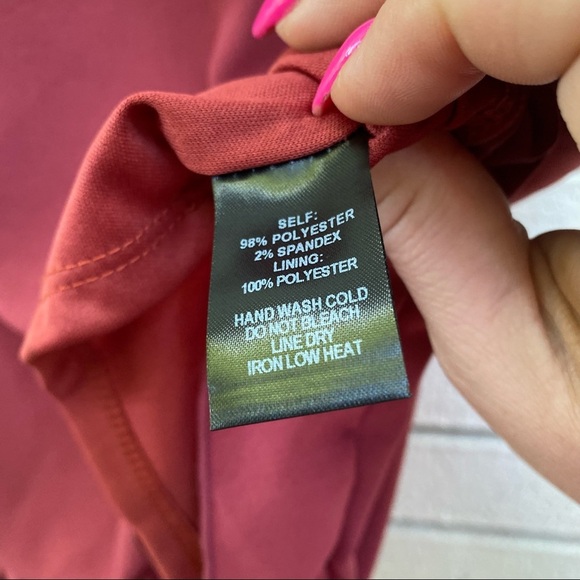 SELF:
98% POLYESTER
2% SPANDEX
LINING:
100% POLYESTER
HAND WASH COLD
DO NOT BLEACH
LINE DRY
IRON LOW HEAT